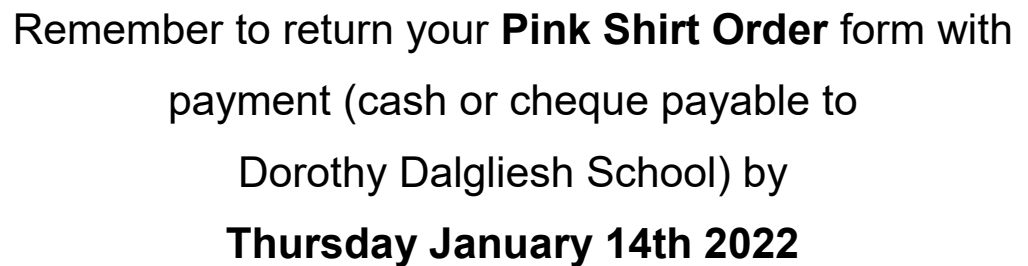 Remember to return your Pink Shirt Order form with
payment (cash or cheque payable to
Dorothy Dalgliesh School) by
Thursday January 14th 2022